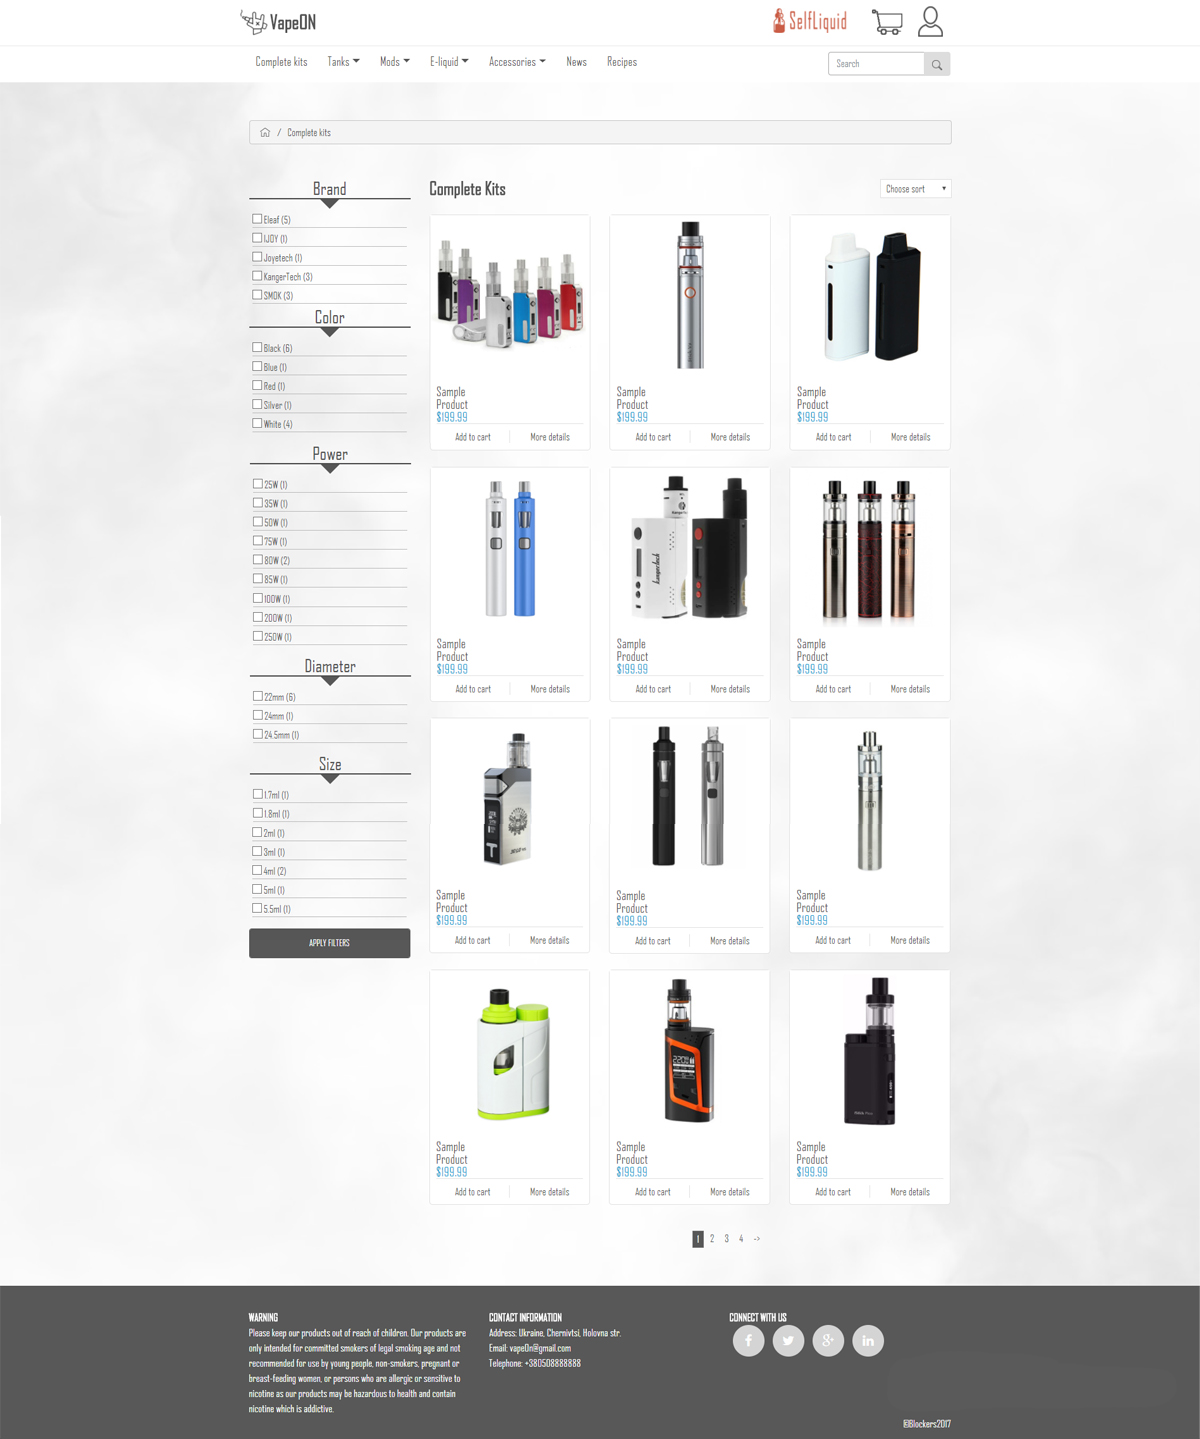 VapeON
SelfLiquid
Complete kits Tanks Mods E-liquid Accessories News Recipes
Search
/ Complete kits
Brand
Eleaf (5)
IJOY (1)
Joyetech (1)
KangerTech (3)
SMOK (3)
Color
Black (6)
Blue (1)
Red (1)
Silver (1)
White (4)
Power
25W (1)
35W (1)
50W (1)
75W (1)
80W (2)
85W (1)
100W (1)
200W (1)
250W (1)
Diameter
22mm (6)
24mm (1)
24.5mm (1)
Size
1.7ml (1)
1.8ml (1)
2ml (1)
3ml (1)
4ml (2)
5ml (1)
5.5ml (1)
APPLY FILTERS
Complete Kits
Choose sort
Sample
Product
$199.99
Add to cart More details
Sample
Product
$199.99
Add to cart More details
Sample
Product
$199.99
Add to cart More details
Sample
Product
$199.99
Add to cart More details
Kangertech
Sample
Product
$199.99
Add to cart More details
Sample
Product
$199.99
Add to cart More details
Sample
Product
$199.99
Add to cart More details
Sample
Product
$199.99
Add to cart More details
Sample
Product
$199.99
Add to cart More details
Sample
Product
$199.99
Add to cart More details
220
Sample
Product
$199.99
Add to cart More details
Sample
Product
$199.99
Add to cart More details
1 2 3 4 ->
WARNING
Please keep our products out of reach of children. Our products are
only intended for committed smokers of legal smoking age and not
recommended for use by young people, non-smokers, pregnant or
breast-feeding women, or persons who are allergic or sensitive to
nicotine as our products may be hazardous to health and contain
nicotine which is addictive.
CONTACT INFORMATION
Address: Ukraine, Chernivtsi, Holovna str.
Email: vape0n@gmail.com
Telephone: +380508888888
CONNECT WITH US
©Blockers2017